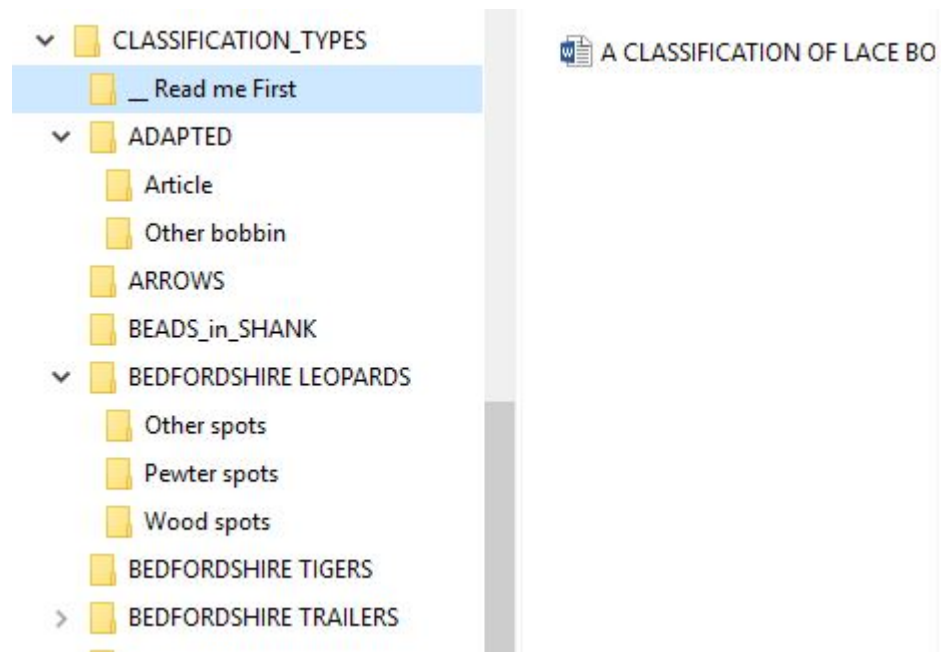 CLASSIFICATION_TYPES
__ Read me First
ADAPTED
Article
Other bobbin
ARROWS
BEADS_in_SHANK
BEDFORDSHIRE LEOPARDS
Other spots
Pewter spots
Wood spots
BEDFORDSHIRE TIGERS
BEDFORDSHIRE TRAILERS
A CLASSIFICATION OF LACE BO